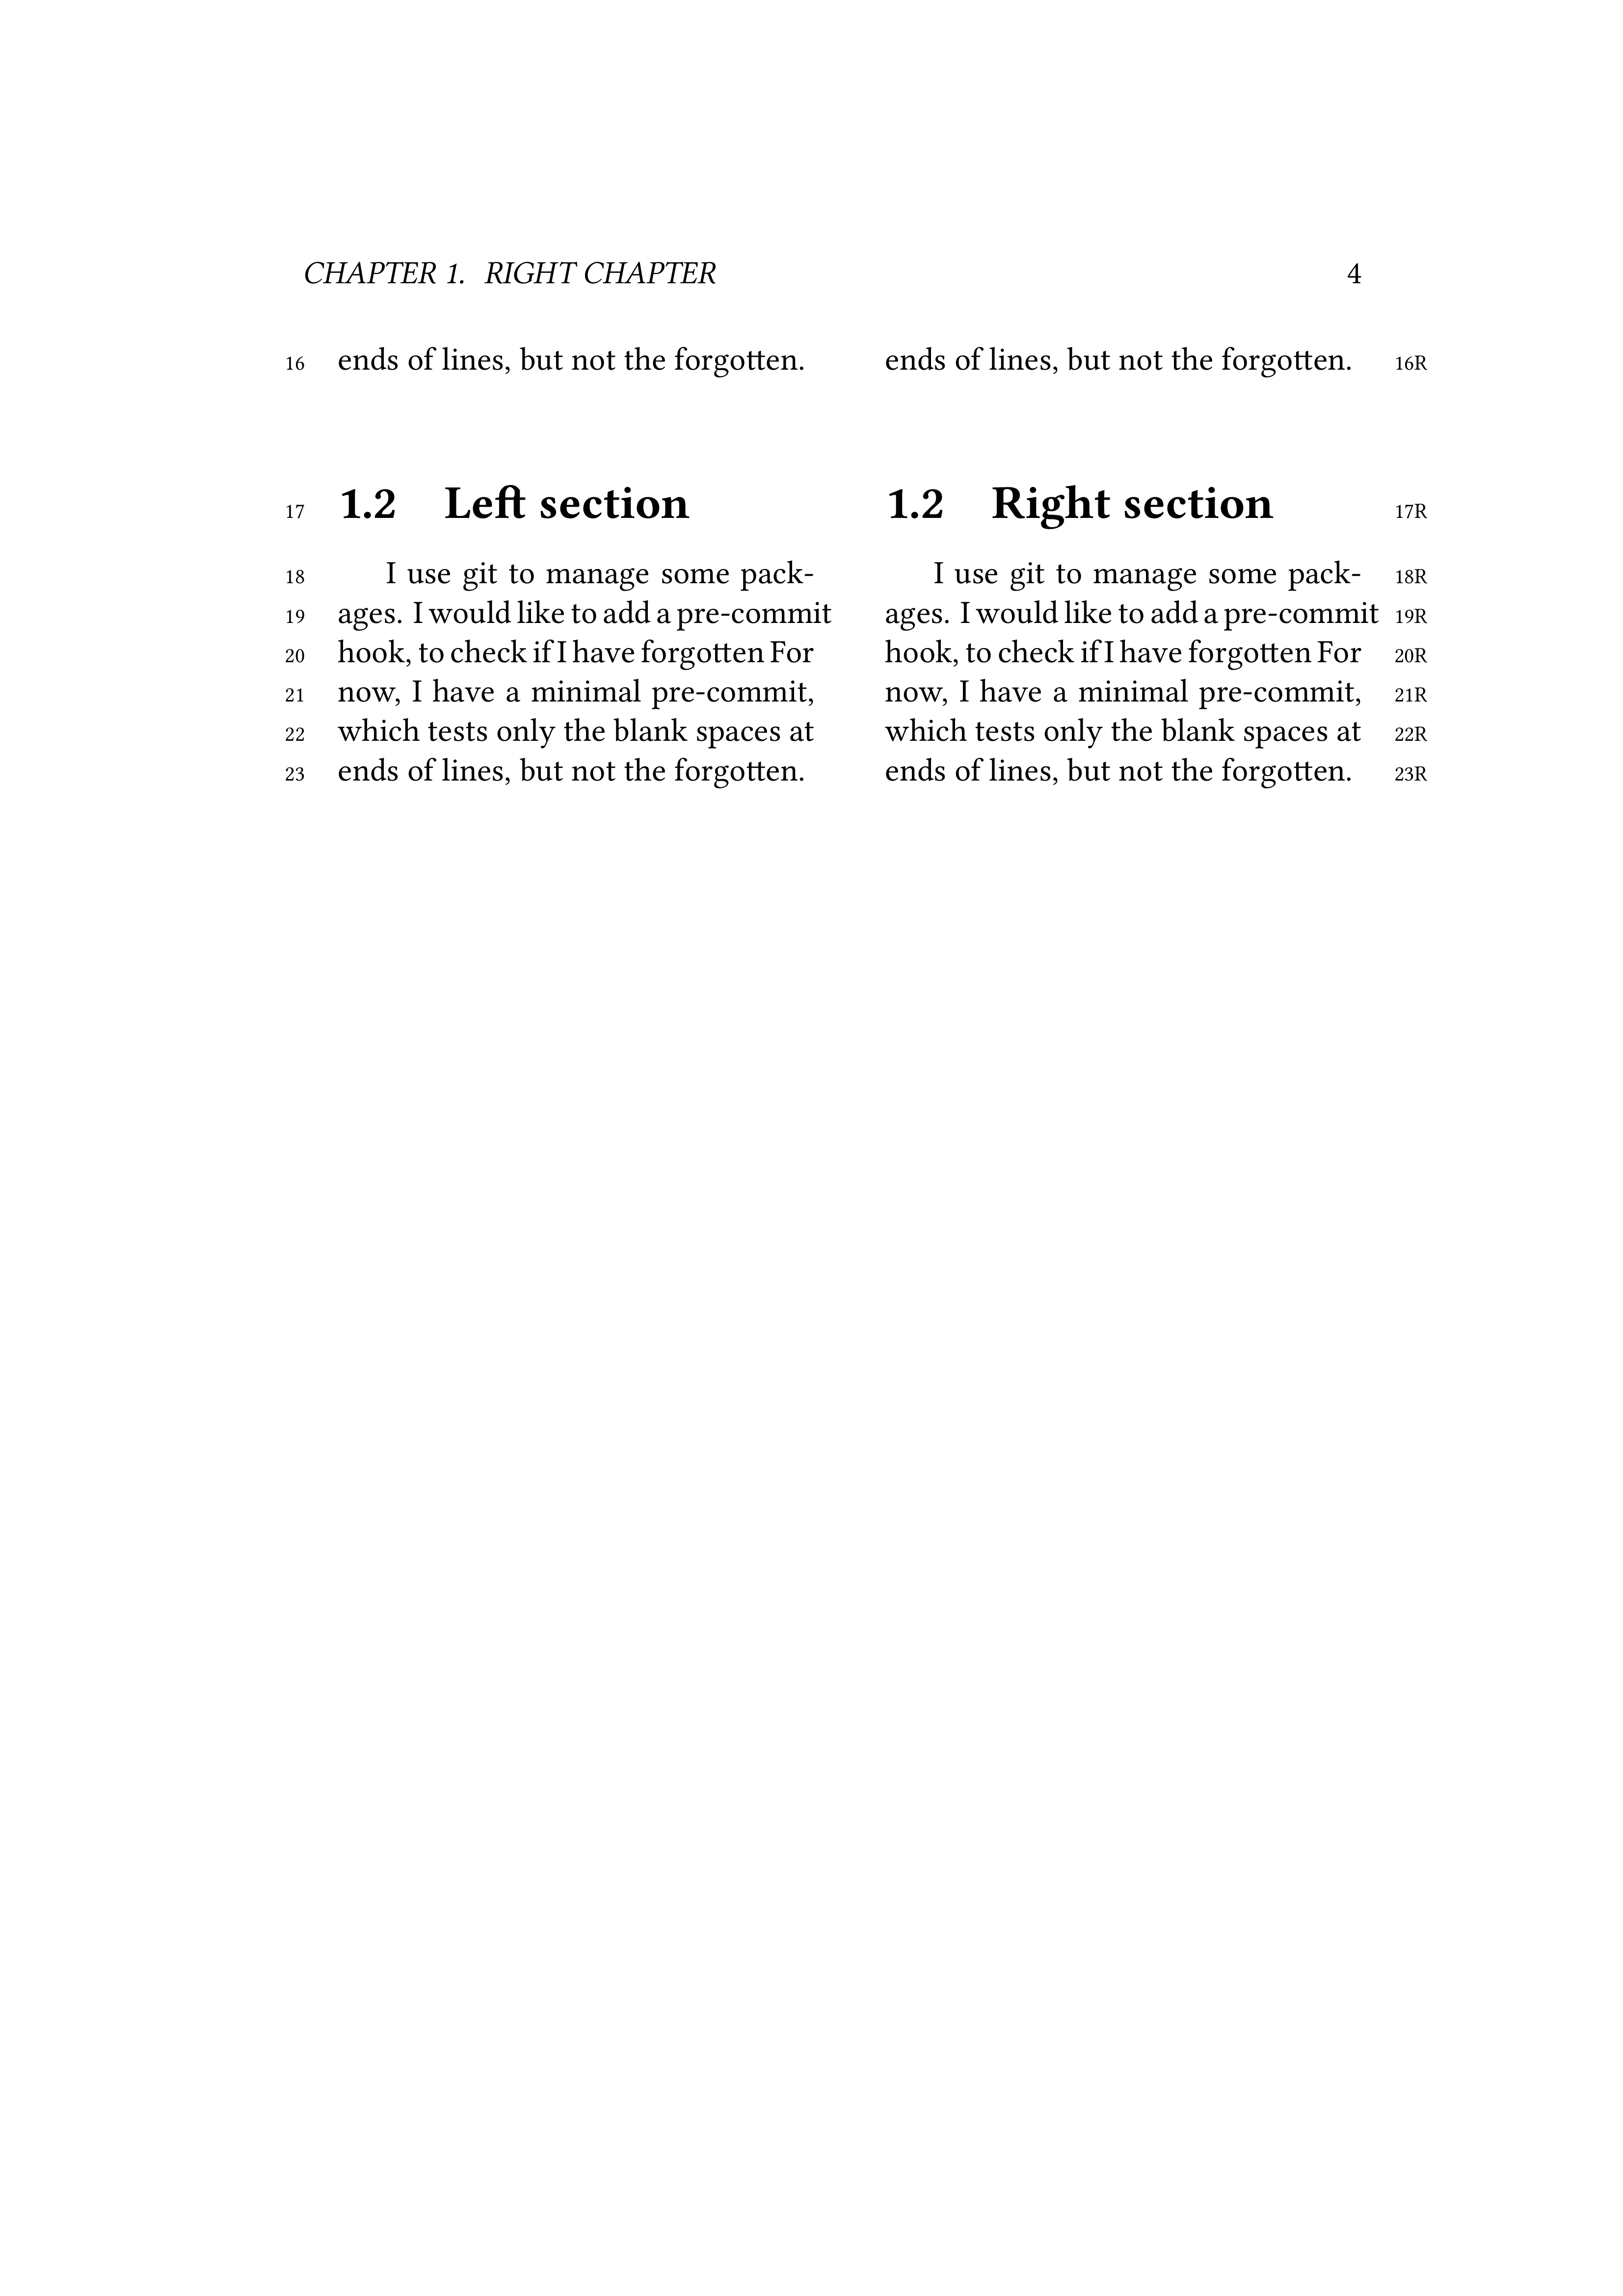 CHAPTER 1. RIGHT CHAPTER 4
16 ends of lines, but not the forgotten.
17 1.2 Left section
18 I use git to manage some pack-
19 ages. I would like to add a pre-commit
20 hook, to check if I have forgotten For
21 now, I have a minimal pre-commit,
22 which tests only the blank spaces at
23 ends of lines, but not the forgotten.
ends of lines, but not the forgotten. 16R
1.2 Right section 17R
I use git to manage some pack- 18R
ages. I would like to add a pre-commit 19R
hook, to check if I have forgotten For 20R
now, I have a minimal pre-commit, 21R
which tests only the blank spaces at 22R
ends of lines, but not the forgotten. 23R